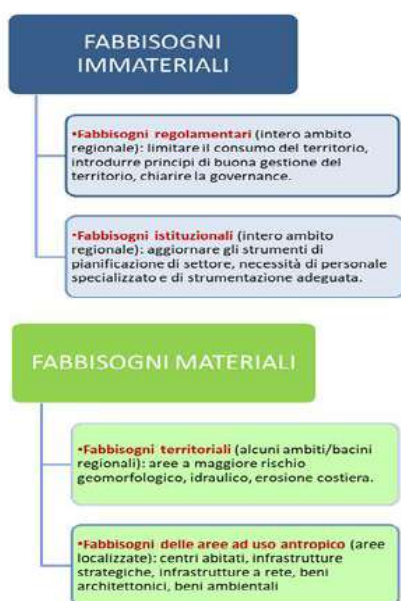 FABBISOGNI
IMMATERIALI
•Fabbisogni regolamentari (intero ambito
regionale): limitare il consumo del territorio,
introdurre principi di buona gestione del
territorio, chiarire la governance.
•Fabbisogni istituzionali (intero ambito
regionale): aggiornare gli strumenti di
pianificazione di settore, necessità di personale
specializzato e di strumentazione adeguata.
FABBISOGNI MATERIALI
•Fabbisogni territoriali (alcuni ambiti/bacini
regionali): aree a maggiore rischio
geomorfologico, idraulico, erosione costiera.
•Fabbisogni delle aree ad uso antropico (aree
localizzate): centri abitati, infrastrutture
strategiche, infrastrutture a rete, beni
architettonici, beni ambientali